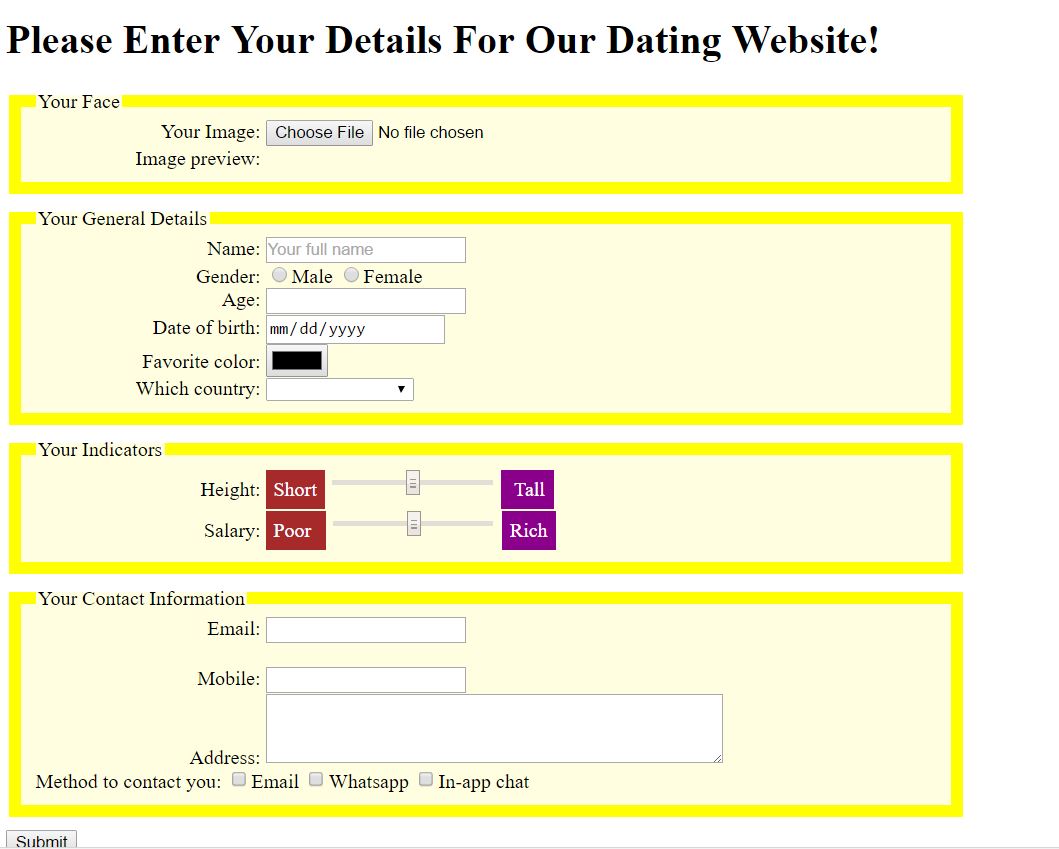 Please Enter Your Details For Our Dating Website!
Your Face
Your Image: Choose File No file chosen
Image preview:
Your General Details
Name: Your full name
Gender: Male Female
Age:
Date of birth: mm/dd/yyyy
Favorite color:
Which country:
Your Indicators
Height: Short Tall
Salary: Poor Rich
Your Contact Information
Email:
Mobile:
Address:
Method to contact you: Email Whatsapp In-app chat
Submit